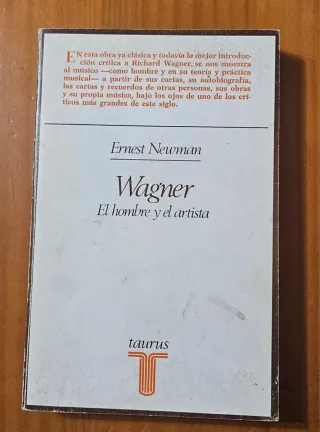 EN esta obra ya clásica y todavía la mejor introduc-
ción crítica a Richard Wagner, se nos muestra
al músico —como hombre y en su teoría y práctica
musical— a partir de sus cartas, su autobiografía,
las cartas y recuerdos de otras personas, sus obras
y su propia música, bajo los ojos de uno de los crí-
ticos más grandes de este siglo.
Ernest Newman
Wagner
El hombre y el artista
taurus